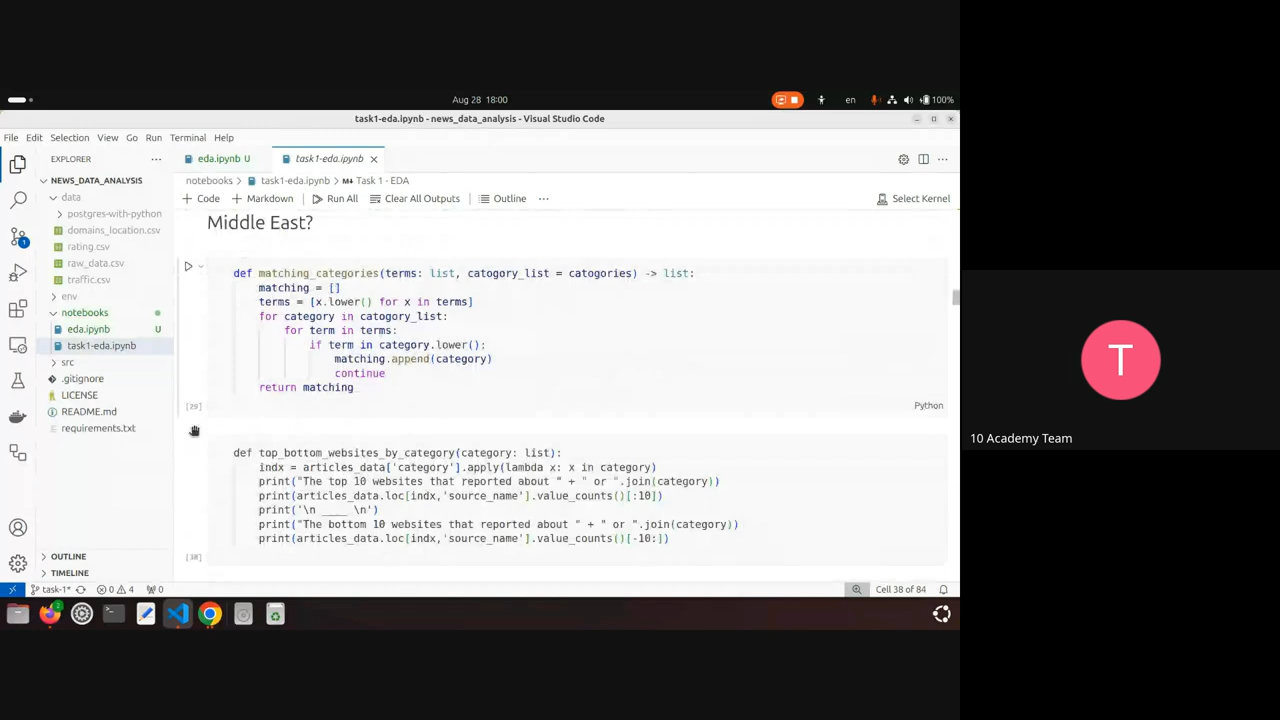 Aug 28 18:00
en
100%
task1-eda.ipynb - news_data_analysis - Visual Studio Code
File Edit Selection View Go Run Terminal Help
EXPLORER
eda.ipynb U
task1-eda.ipynb
NEWS_DATA_ANALYSIS
data
postgres-with-python
domains_location.csv
rating.csv
raw_data.csv
traffic.csv
env
notebooks
eda.ipynb U
task1-eda.ipynb
src
.gitignore
LICENSE
README.md
requirements.txt
OUTLINE
TIMELINE
notebooks > task1-eda.ipynb > M↓ Task 1 - EDA
+ Code + Markdown Run All Clear All Outputs Outline ... Select Kernel
Middle East?
def matching_categories(terms: list, catogory_list = catogories) -> list:
matching = []
terms = [x.lower() for x in terms]
for category in catogory_list:
for term in terms:
if term in category.lower():
matching.append(category)
continue
return matching
[29]
Python
def top_bottom_websites_by_category(category: list):
indx = articles_data['category'].apply(lambda x: x in category)
print("The top 10 websites that reported about " + " or ".join(category))
print(articles_data.loc[indx,'source_name'].value_counts()[:10])
print('\n ____ \n')
print("The bottom 10 websites that reported about " + " or ".join(category))
print(articles_data.loc[indx,'source_name'].value_counts()[-10:])
[38]
task-1* 0 4 0
Cell 38 of 84
T
10 Academy Team